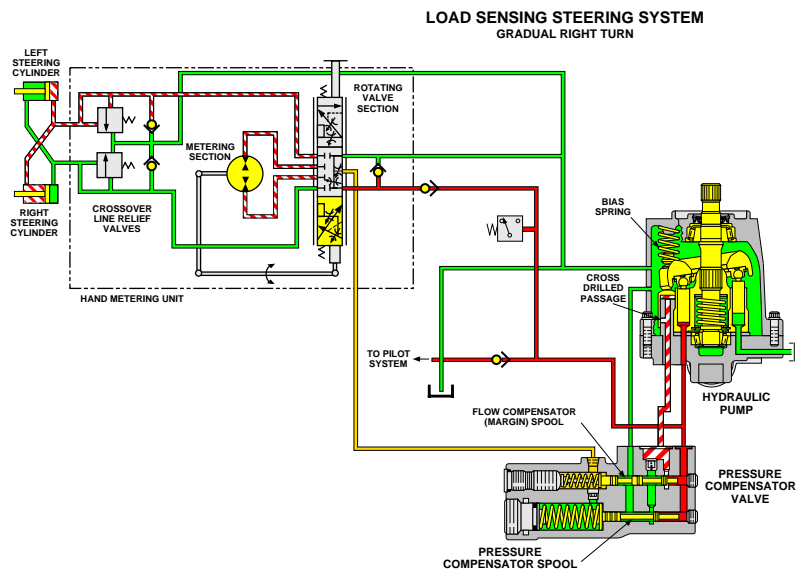 LOAD SENSING STEERING SYSTEM
GRADUAL RIGHT TURN
LEFT
STEERING
CYLINDER
ROTATING
VALVE
SECTION
METERING
SECTION
BIAS
SPRING
RIGHT
STEERING
CYLINDER
CROSSOVER
LINE RELIEF
VALVES
CROSS
DRILLED
PASSAGE
HAND METERING UNIT
TO PILOT
SYSTEM
HYDRAULIC
PUMP
FLOW COMPENSATOR
(MARGIN) SPOOL
PRESSURE
COMPENSATOR
VALVE
PRESSURE
COMPENSATOR SPOOL